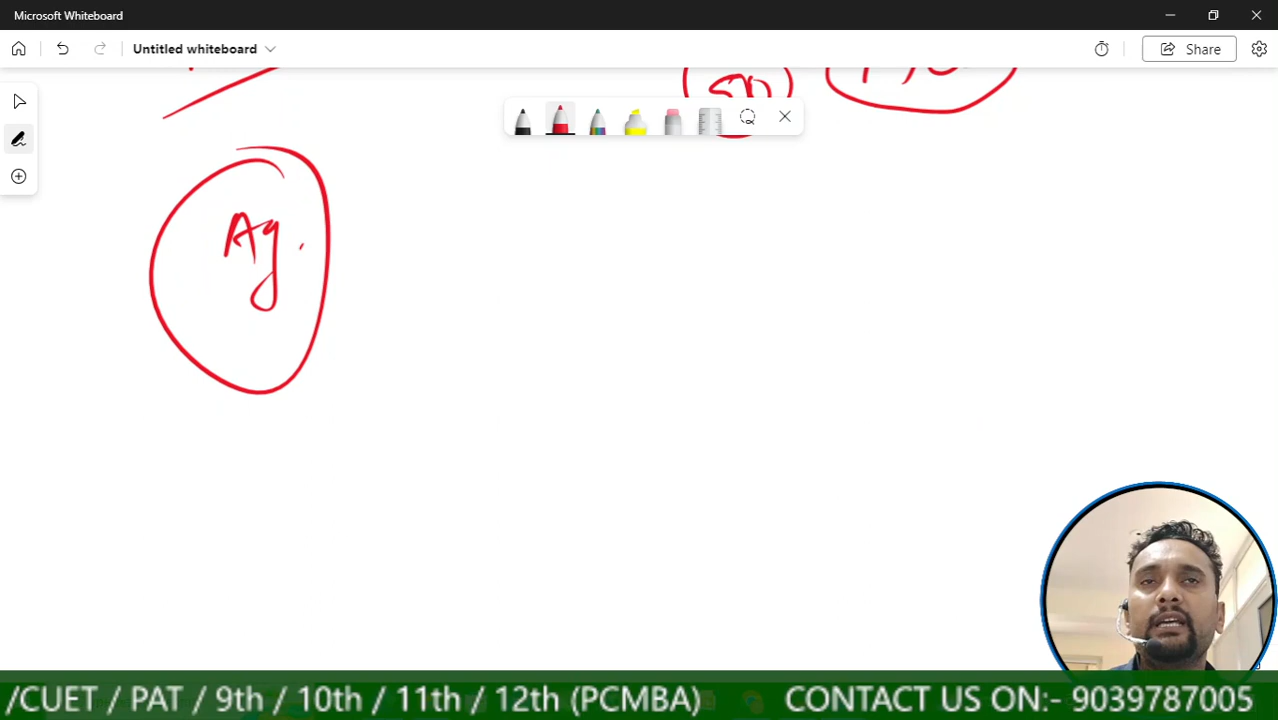 Microsoft Whiteboard
Untitled whiteboard
Share
Ag.
/CUET / PAT / 9th / 10th / 11th / 12th (PCMBA) CONTACT US ON:- 9039787005